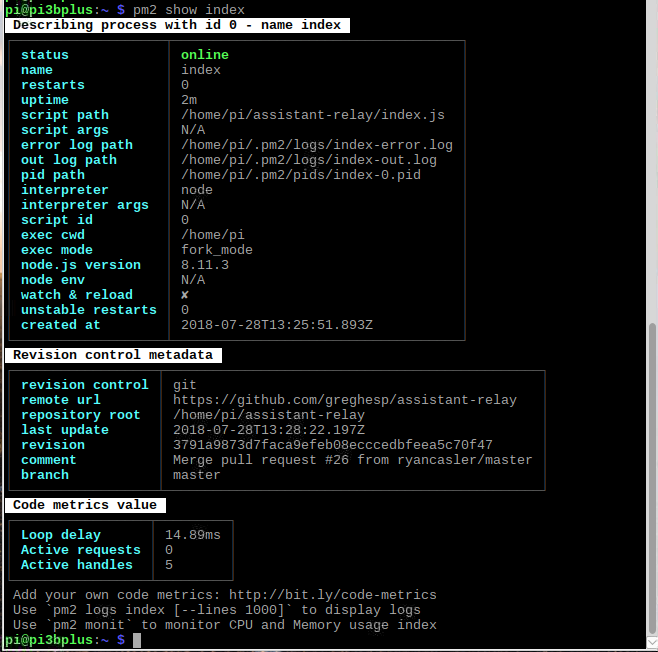 pi@pi3bplus:~ $ pm2 show index
Describing process with id 0 - name index
status online
name index
restarts 0
uptime 2m
script path /home/pi/assistant-relay/index.js
script args N/A
error log path /home/pi/.pm2/logs/index-error.log
out log path /home/pi/.pm2/logs/index-out.log
pid path /home/pi/.pm2/pids/index-0.pid
interpreter node
interpreter args N/A
script id 0
exec cwd /home/pi
exec mode fork_mode
node.js version 8.11.3
node env N/A
watch & reload ✘
unstable restarts 0
created at 2018-07-28T13:25:51.893Z
Revision control metadata
revision control git
remote url https://github.com/greghesp/assistant-relay
repository root /home/pi/assistant-relay
last update 2018-07-28T13:28:22.197Z
revision 3791a9873d7faca9efeb08ecccedbfeea5c70f47
comment Merge pull request #26 from ryancasler/master
branch master
Code metrics value
Loop delay 14.89ms
Active requests 0
Active handles 5
Add your own code metrics: http://bit.ly/code-metrics
Use `pm2 logs index [--lines 1000]` to display logs
Use `pm2 monit` to monitor CPU and Memory usage index
pi@pi3bplus:~ $